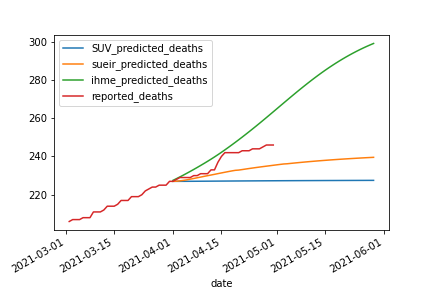 300
280
260
240
220
SUV_predicted_deaths
sueir_predicted_deaths
ihme_predicted_deaths
reported_deaths
2021-03-01
2021-03-15
2021-04-01
2021-04-15
2021-05-01
2021-05-15
2021-06-01
date